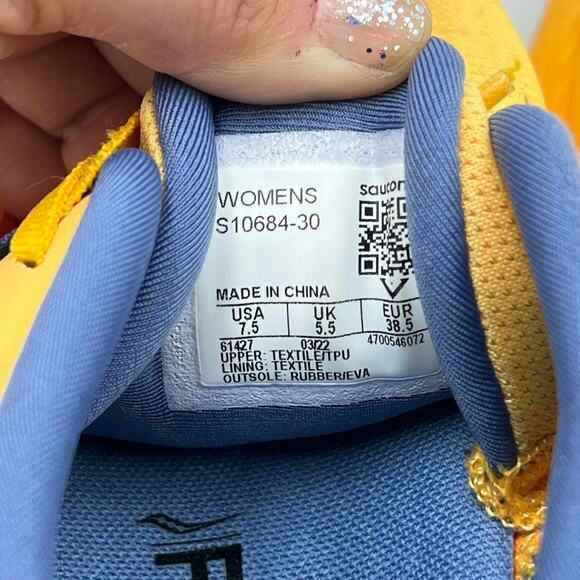 WOMENS
saucon
S10684-30
MADE IN CHINA
USA UK EUR
7.5 5.5 38.5
61427 03/22 4700546072
UPPER: TEXTILE/TPU
LINING: TEXTILE
OUTSOLE: RUBBER/EVA